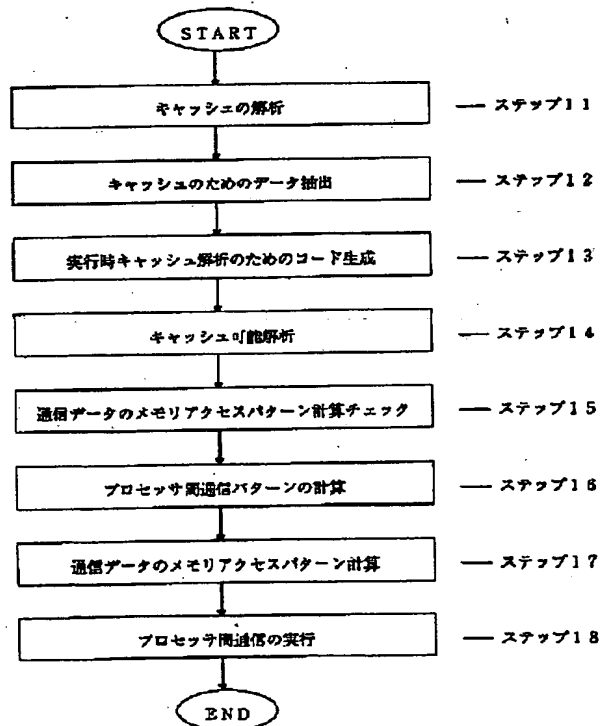 START
キャッシュの解析 — ステップ11
キャッシュのためのデータ抽出 — ステップ12
実行時キャッシュ解析のためのコード生成 — ステップ13
キャッシュ可能解析 — ステップ14
通信データのメモリアクセスパターン計算チェック — ステップ15
プロセッサ間通信パターンの計算 — ステップ16
通信データのメモリアクセスパターン計算 — ステップ17
プロセッサ間通信の実行 — ステップ18
END